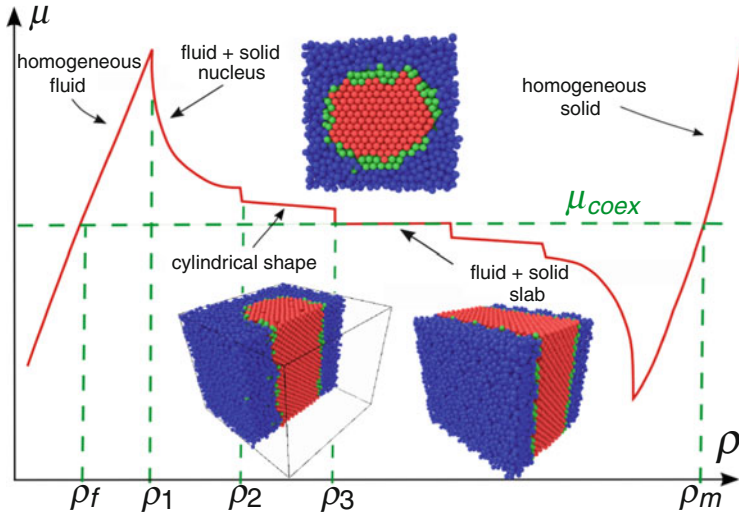 μ
homogeneous
fluid
fluid + solid
nucleus
homogeneous
solid
μcoex
cylindrical shape
fluid + solid
slab
ρ
ρf ρ1 ρ2 ρ3 ρm